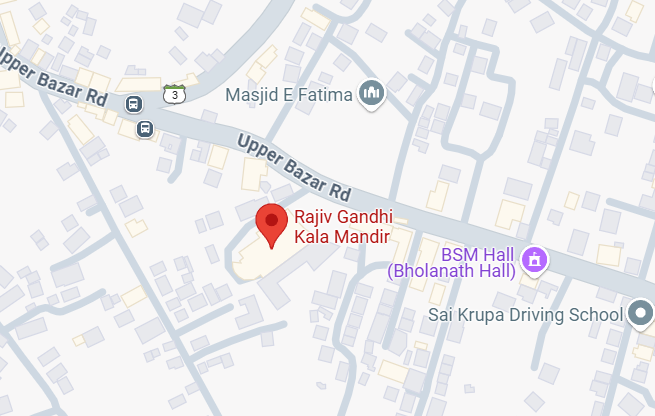 Upper Bazar Rd
3
Masjid E Fatima
Upper Bazar Rd
Rajiv Gandhi
Kala Mandir
BSM Hall
(Bholanath Hall)
Sai Krupa Driving School